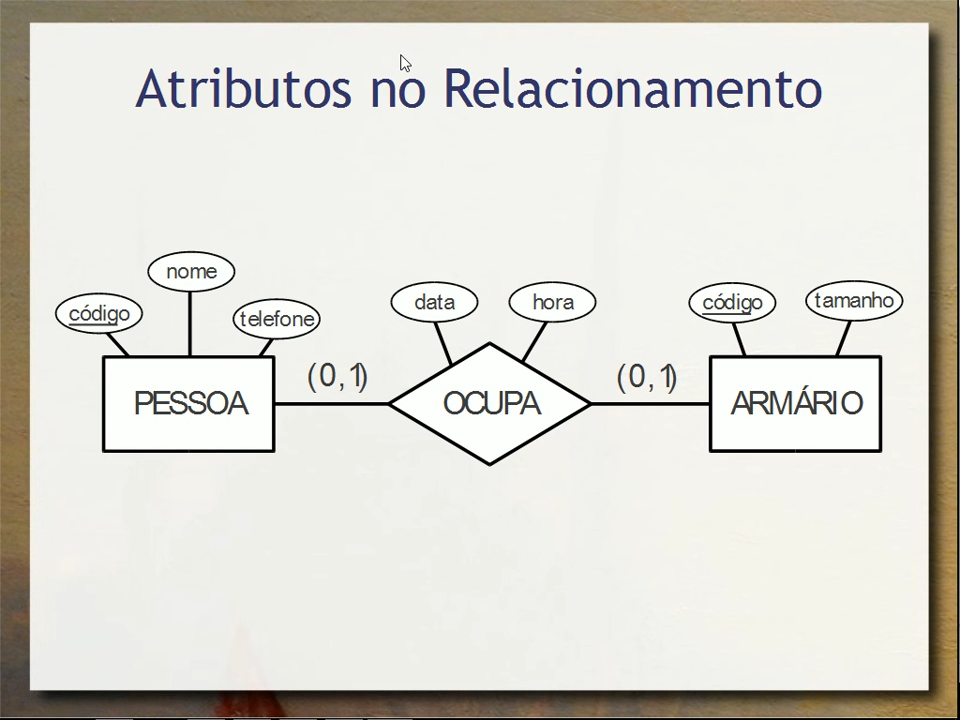 Atributos no Relacionamento
nome
código
telefone
data
hora
código
tamanho
(0,1)
(0,1)
PESSOA
OCUPA
ARMÁRIO